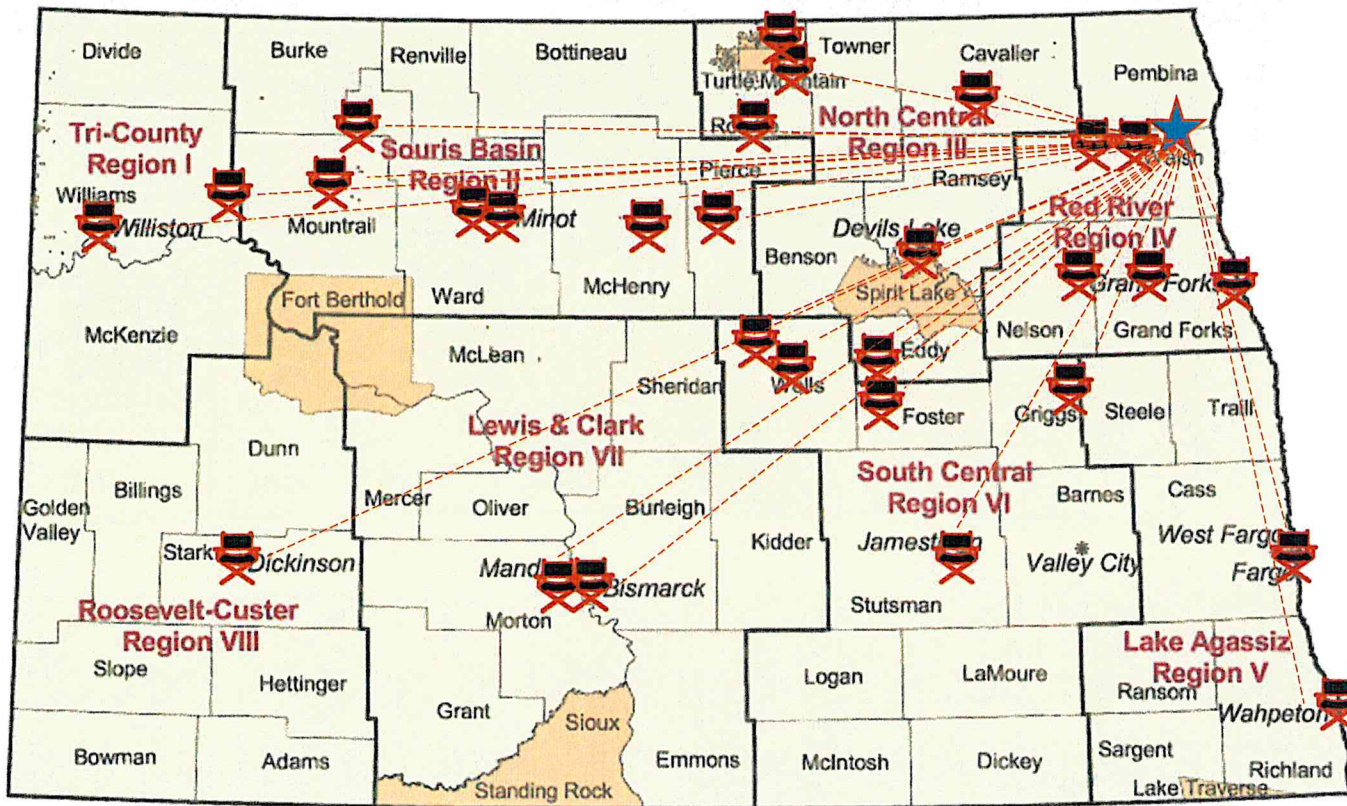 Divide
Burke
Renville
Bottineau
Towner
Cavalier
Pembina
Turtle Mountain
Tri-County
Region I
Souris Basin
Region II
North Central
Region III
Pierce
Walsh
Ramsey
Williams
Williston
Mountrail
Minot
Devils Lake
Red River
Region IV
Benson
McHenry
Ward
Fort Berthold
Spirit Lake
Grand Forks
McKenzie
McLean
Sheridan
Wells
Eddy
Nelson
Grand Forks
Foster
Griggs
Steele
Traill
Dunn
Lewis & Clark
Region VII
South Central
Region VI
Golden
Valley
Billings
Mercer
Oliver
Burleigh
Kidder
Barnes
Cass
Stark
Dickinson
Bismarck
Valley City
West Fargo
Fargo
Stutsman
Morton
Roosevelt-Custer
Region VIII
Lake Agassiz
Region V
Slope
Hettinger
Grant
Sioux
Logan
LaMoure
Ransom
Wahpeton
Bowman
Adams
Standing Rock
Emmons
McIntosh
Dickey
Sargent
Lake Traverse
Richland